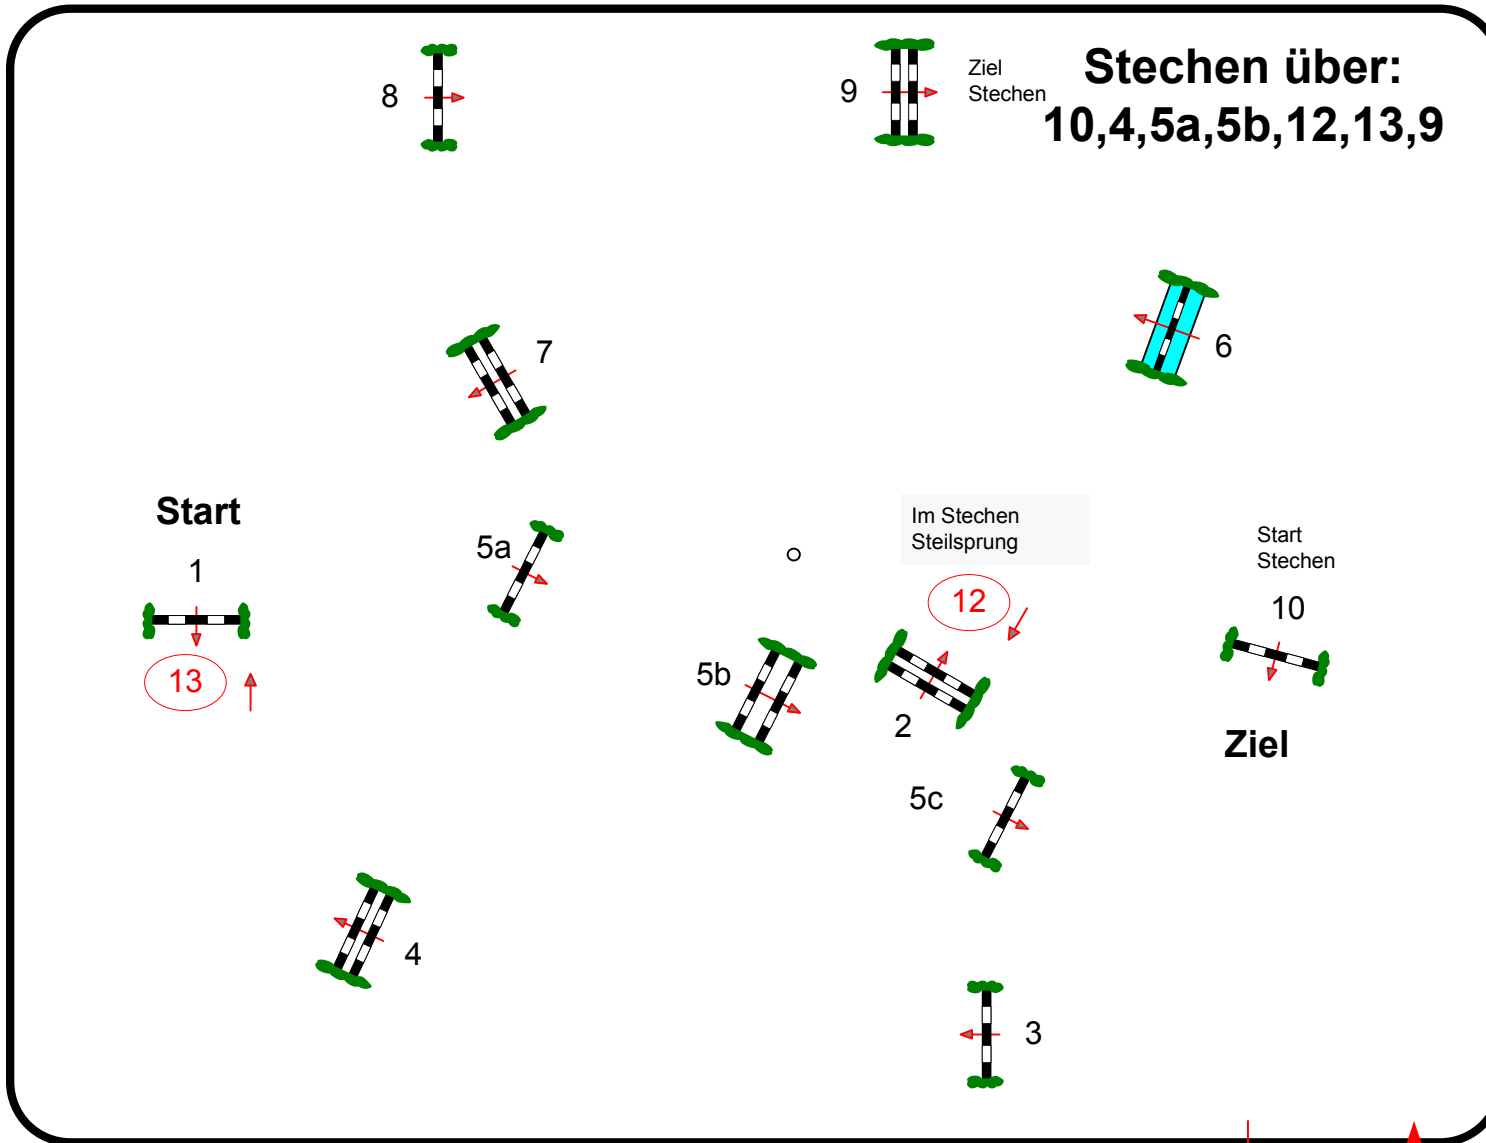 8
9
Ziel
Stechen
Stechen über:
10,4,5a,5b,12,13,9
7
6
Start
1
13
5a
Im Stechen
Steilsprung
12
Start
Stechen
10
5b
2
Ziel
5c
4
3